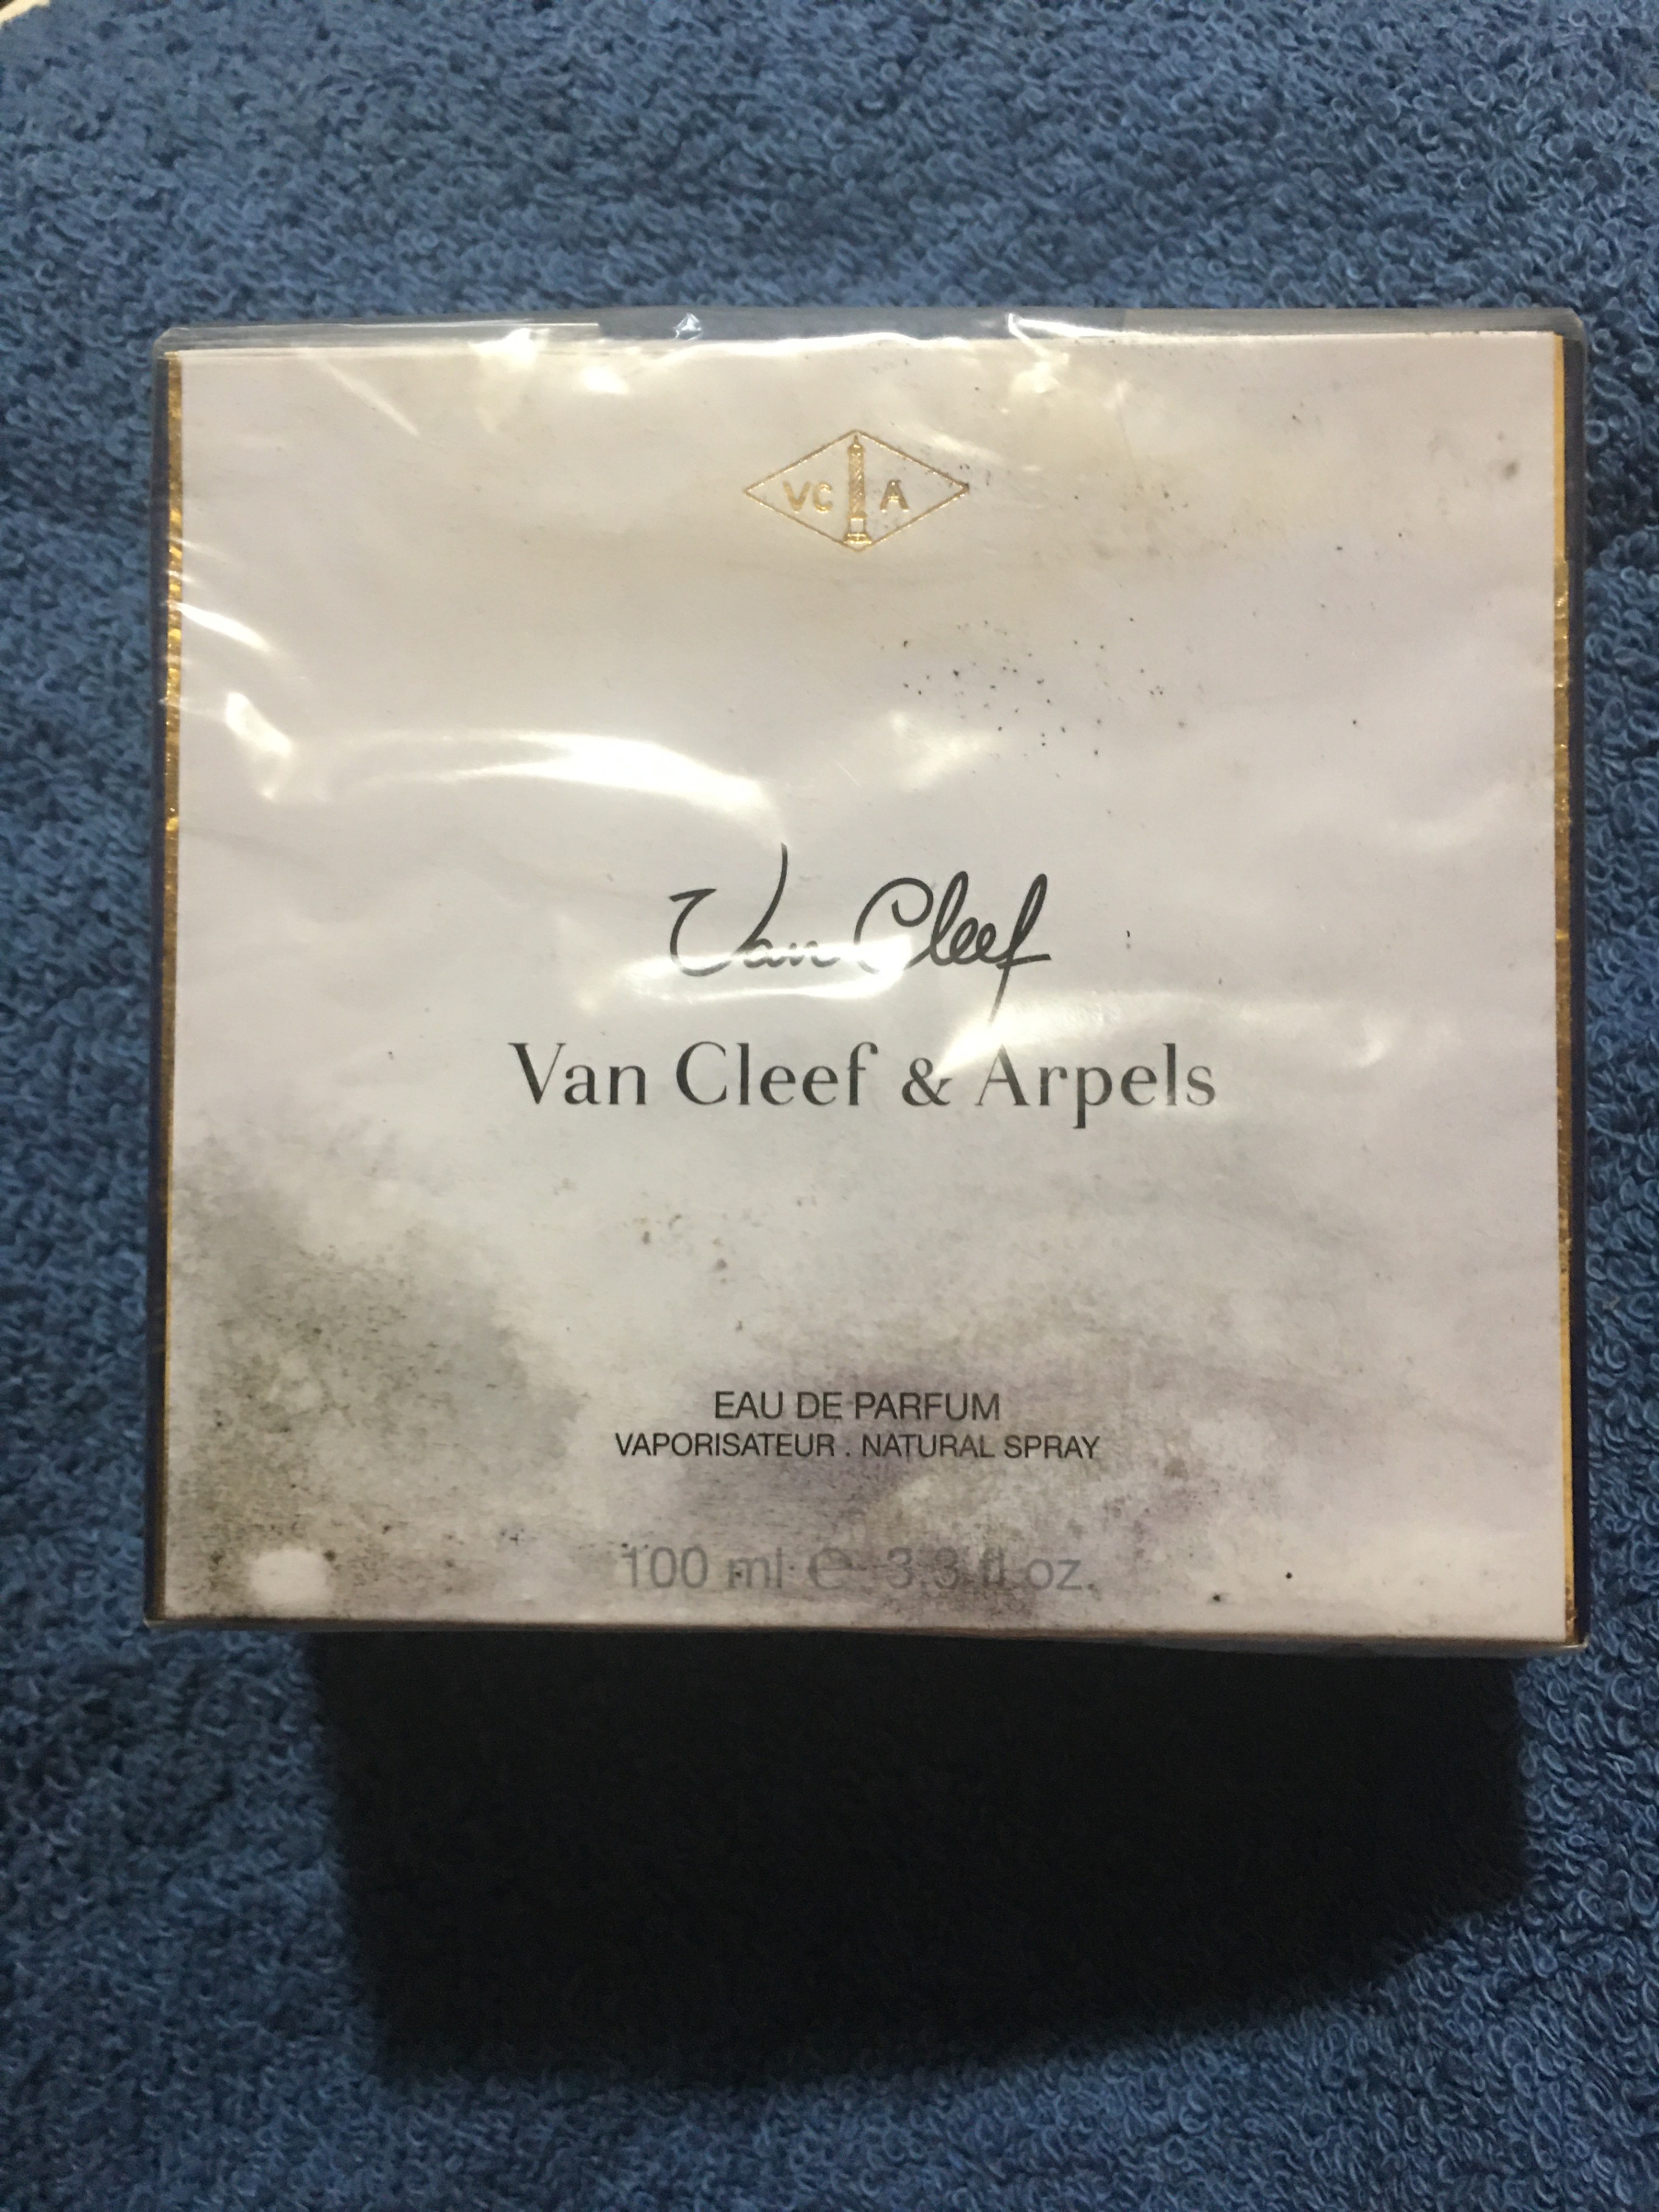 VC A
Van Cleef
Van Cleef & Arpels
EAU DE PARFUM
VAPORISATEUR . NATURAL SPRAY
100 ml e 3.3 fl.oz.